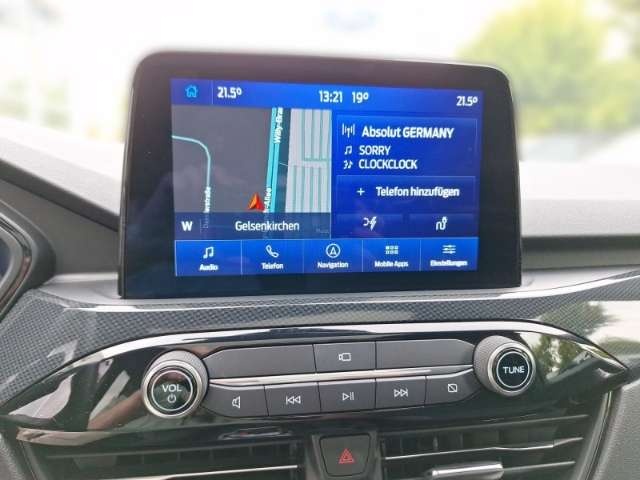 21.5° 13:21 19° 21.5°
Absolut GERMANY
SORRY
CLOCKCLOCK
+ Telefon hinzufügen
W Gelsenkirchen
Audio Telefon Navigation Mobile Apps Einstellungen
VOL
TUNE